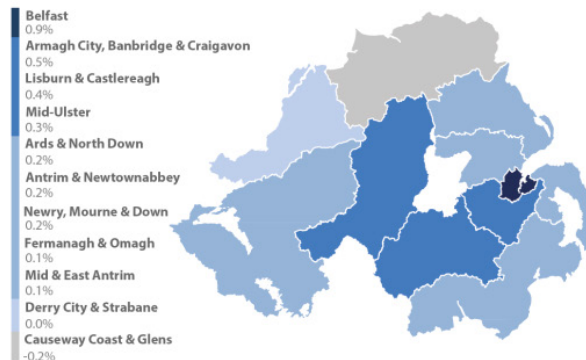 Belfast
0.9%
Armagh City, Banbridge & Craigavon
0.5%
Lisburn & Castlereagh
0.4%
Mid-Ulster
0.3%
Ards & North Down
0.2%
Antrim & Newtownabbey
0.2%
Newry, Mourne & Down
0.2%
Fermanagh & Omagh
0.1%
Mid & East Antrim
0.1%
Derry City & Strabane
0.0%
Causeway Coast & Glens
-0.2%